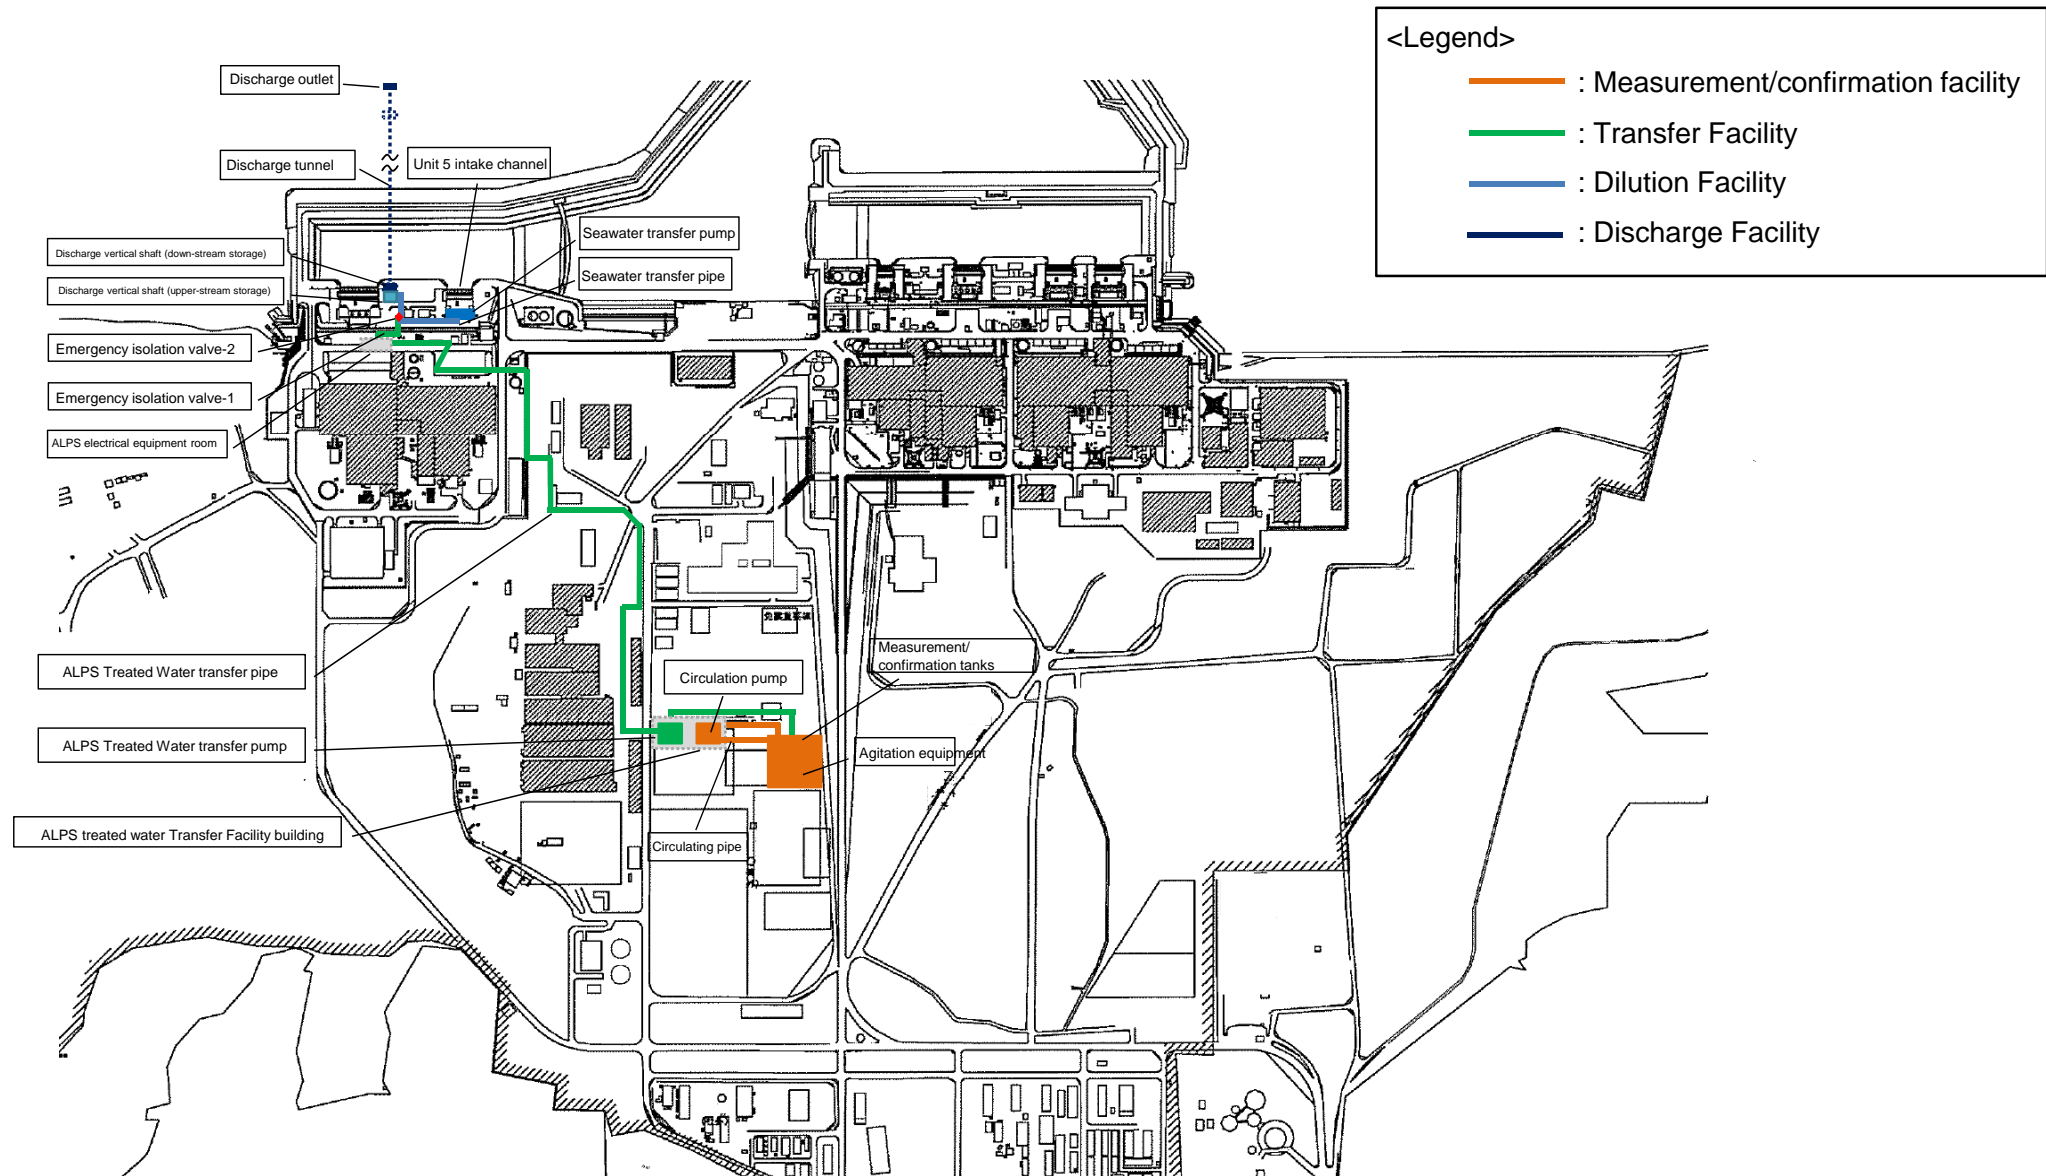 <Legend>
: Measurement/confirmation facility
: Transfer Facility
: Dilution Facility
: Discharge Facility
Discharge outlet
Discharge tunnel
Unit 5 intake channel
Seawater transfer pump
Seawater transfer pipe
Discharge vertical shaft (down-stream storage)
Discharge vertical shaft (upper-stream storage)
Emergency isolation valve-2
Emergency isolation valve-1
ALPS electrical equipment room
Measurement/
confirmation tanks
ALPS Treated Water transfer pipe
Circulation pump
ALPS Treated Water transfer pump
Agitation equipment
ALPS treated water Transfer Facility building
Circulating pipe